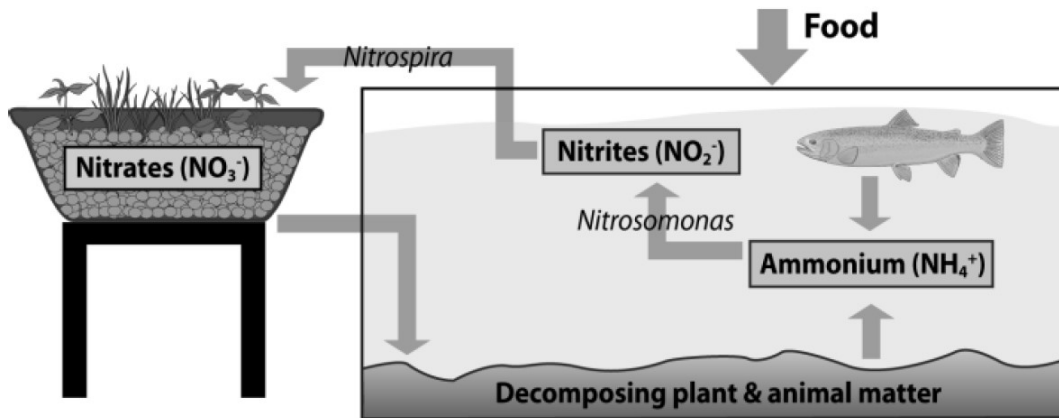 Food
Nitrospira
Nitrates (NO₃⁻)
Nitrites (NO₂⁻)
Nitrosomonas
Ammonium (NH₄⁺)
Decomposing plant & animal matter